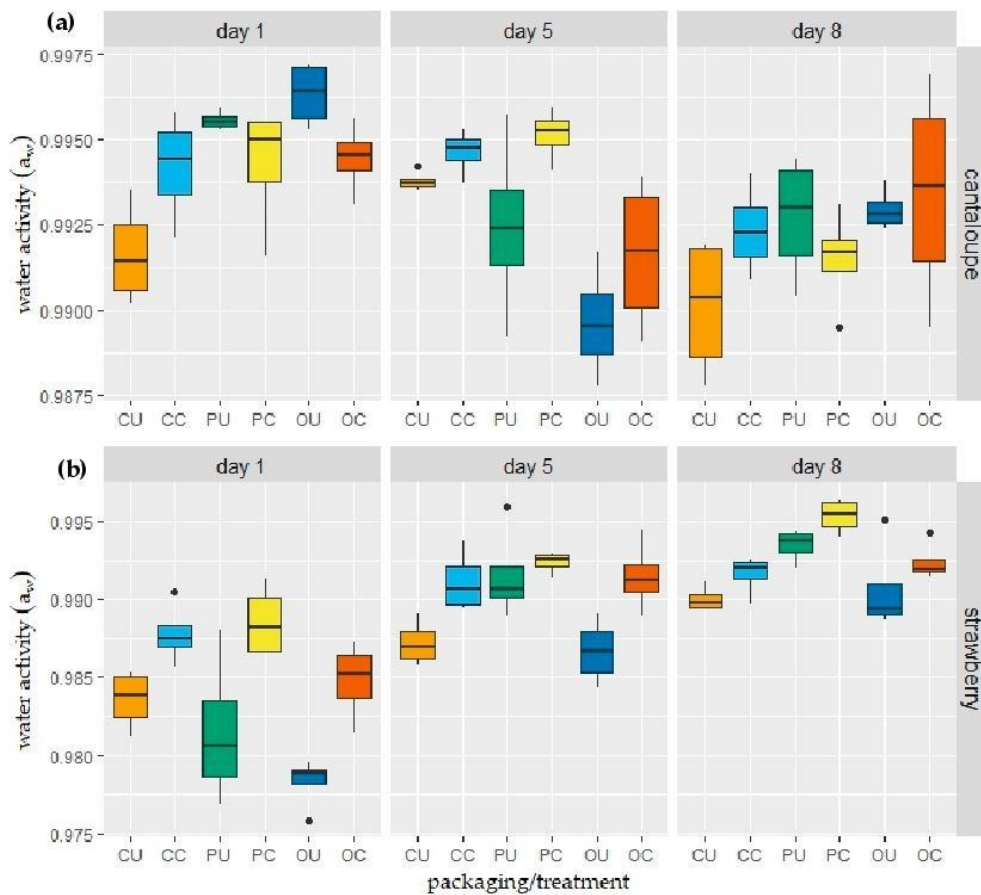 (a)
day 1 day 5 day 8
water activity (a_w)
0.9975
0.9950
0.9925
0.9900
0.9875
cantaloupe
CU CC PU PC OU OC CU CC PU PC OU OC CU CC PU PC OU OC
(b)
day 1 day 5 day 8
water activity (a_w)
0.995
0.990
0.985
0.980
0.975
strawberry
CU CC PU PC OU OC CU CC PU PC OU OC CU CC PU PC OU OC
packaging/treatment